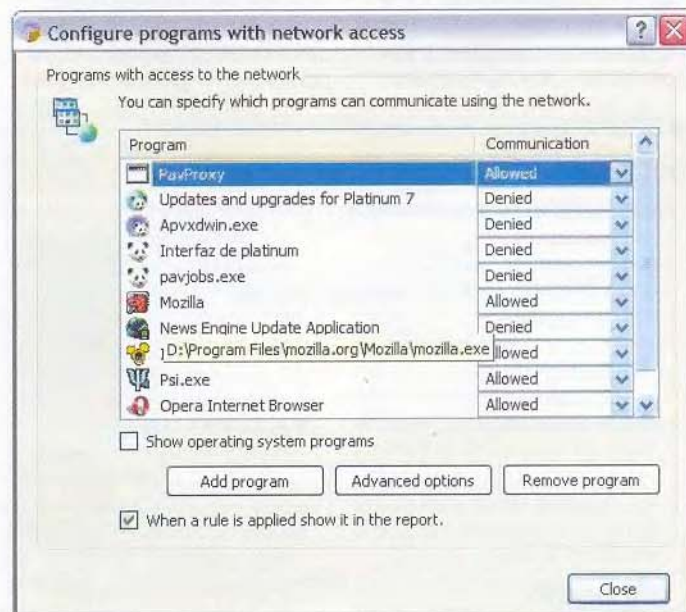 Configure programs with network access
Programs with access to the network
You can specify which programs can communicate using the network.
Program Communication
PavProxy Allowed
Updates and upgrades for Platinum 7 Denied
Apvxdwin.exe Denied
Interfaz de platinum Denied
pavjobs.exe Denied
Mozilla Allowed
News Engine Update Application Denied
D:\Program Files\mozilla.org\Mozilla\mozilla.exe llowed
Psi.exe Allowed
Opera Internet Browser Allowed
Show operating system programs
Add program Advanced options Remove program
When a rule is applied show it in the report.
Close